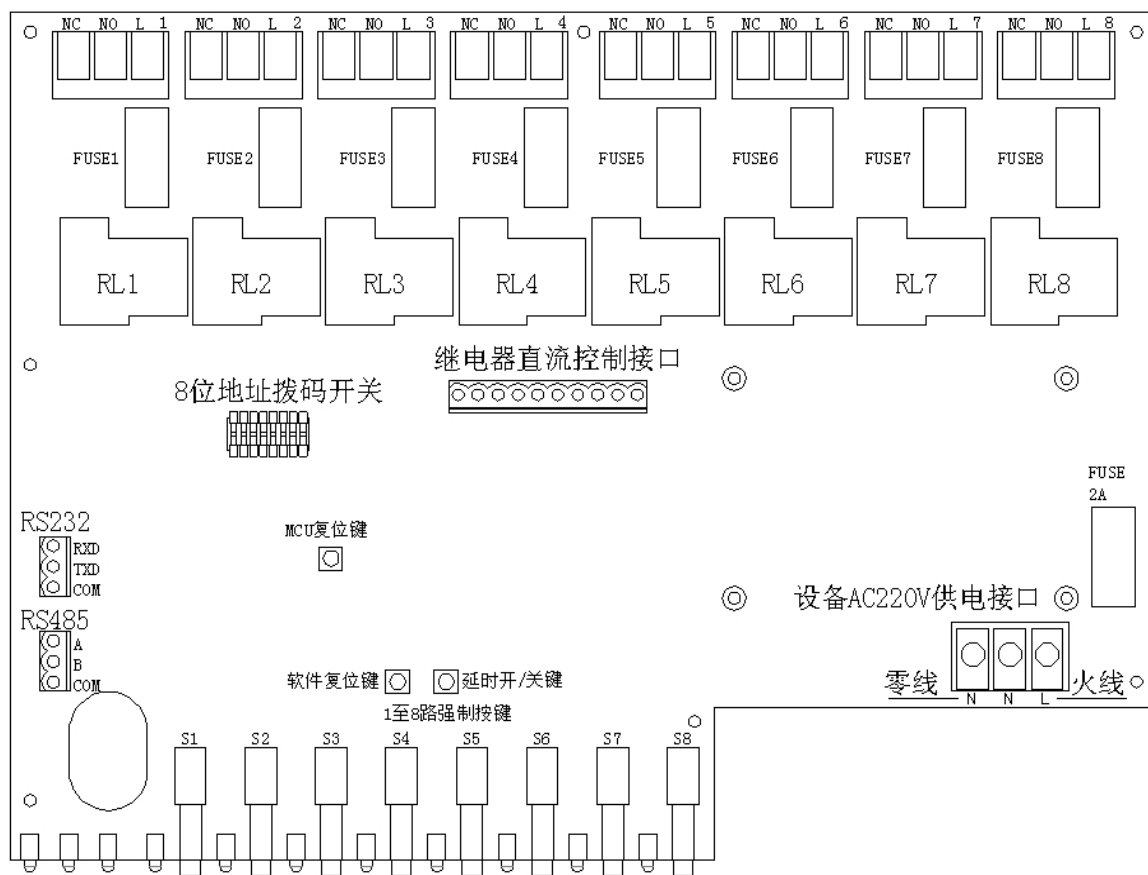 NC NO L 1 NC NO L 2 NC NO L 3 NC NO L 4 NC NO L 5 NC NO L 6 NC NO L 7 NC NO L 8
FUSE1 FUSE2 FUSE3 FUSE4 FUSE5 FUSE6 FUSE7 FUSE8
RL1 RL2 RL3 RL4 RL5 RL6 RL7 RL8
继电器直流控制接口
8位地址拨码开关
FUSE
2A
RS232
RXD
TXD
COM
MCU复位键
设备AC220V供电接口
RS485
A
B
COM
软件复位键 延时开/关键
零线 N N L 火线
1至8路强制按键
S1 S2 S3 S4 S5 S6 S7 S8